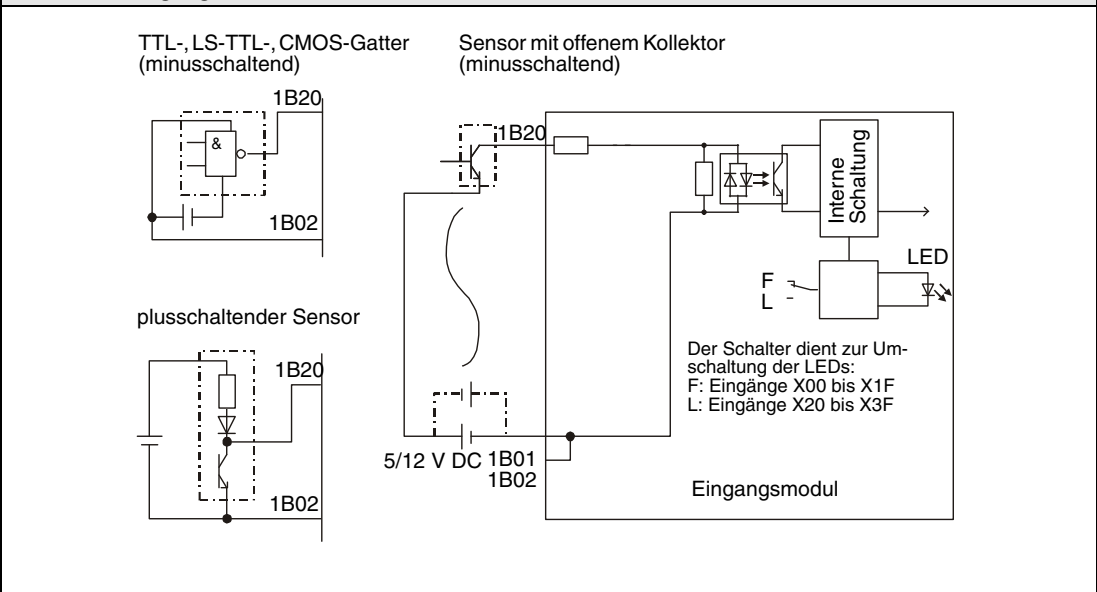 TTL-, LS-TTL-, CMOS-Gatter
(minusschaltend)
1B20
&
1B02
Sensor mit offenem Kollektor
(minusschaltend)
1B20
Interne
Schaltung
LED
F
L
Der Schalter dient zur Um-
schaltung der LEDs:
F: Eingänge X00 bis X1F
L: Eingänge X20 bis X3F
5/12 V DC 1B01
1B02
Eingangsmodul
plusschaltender Sensor
1B20
1B02